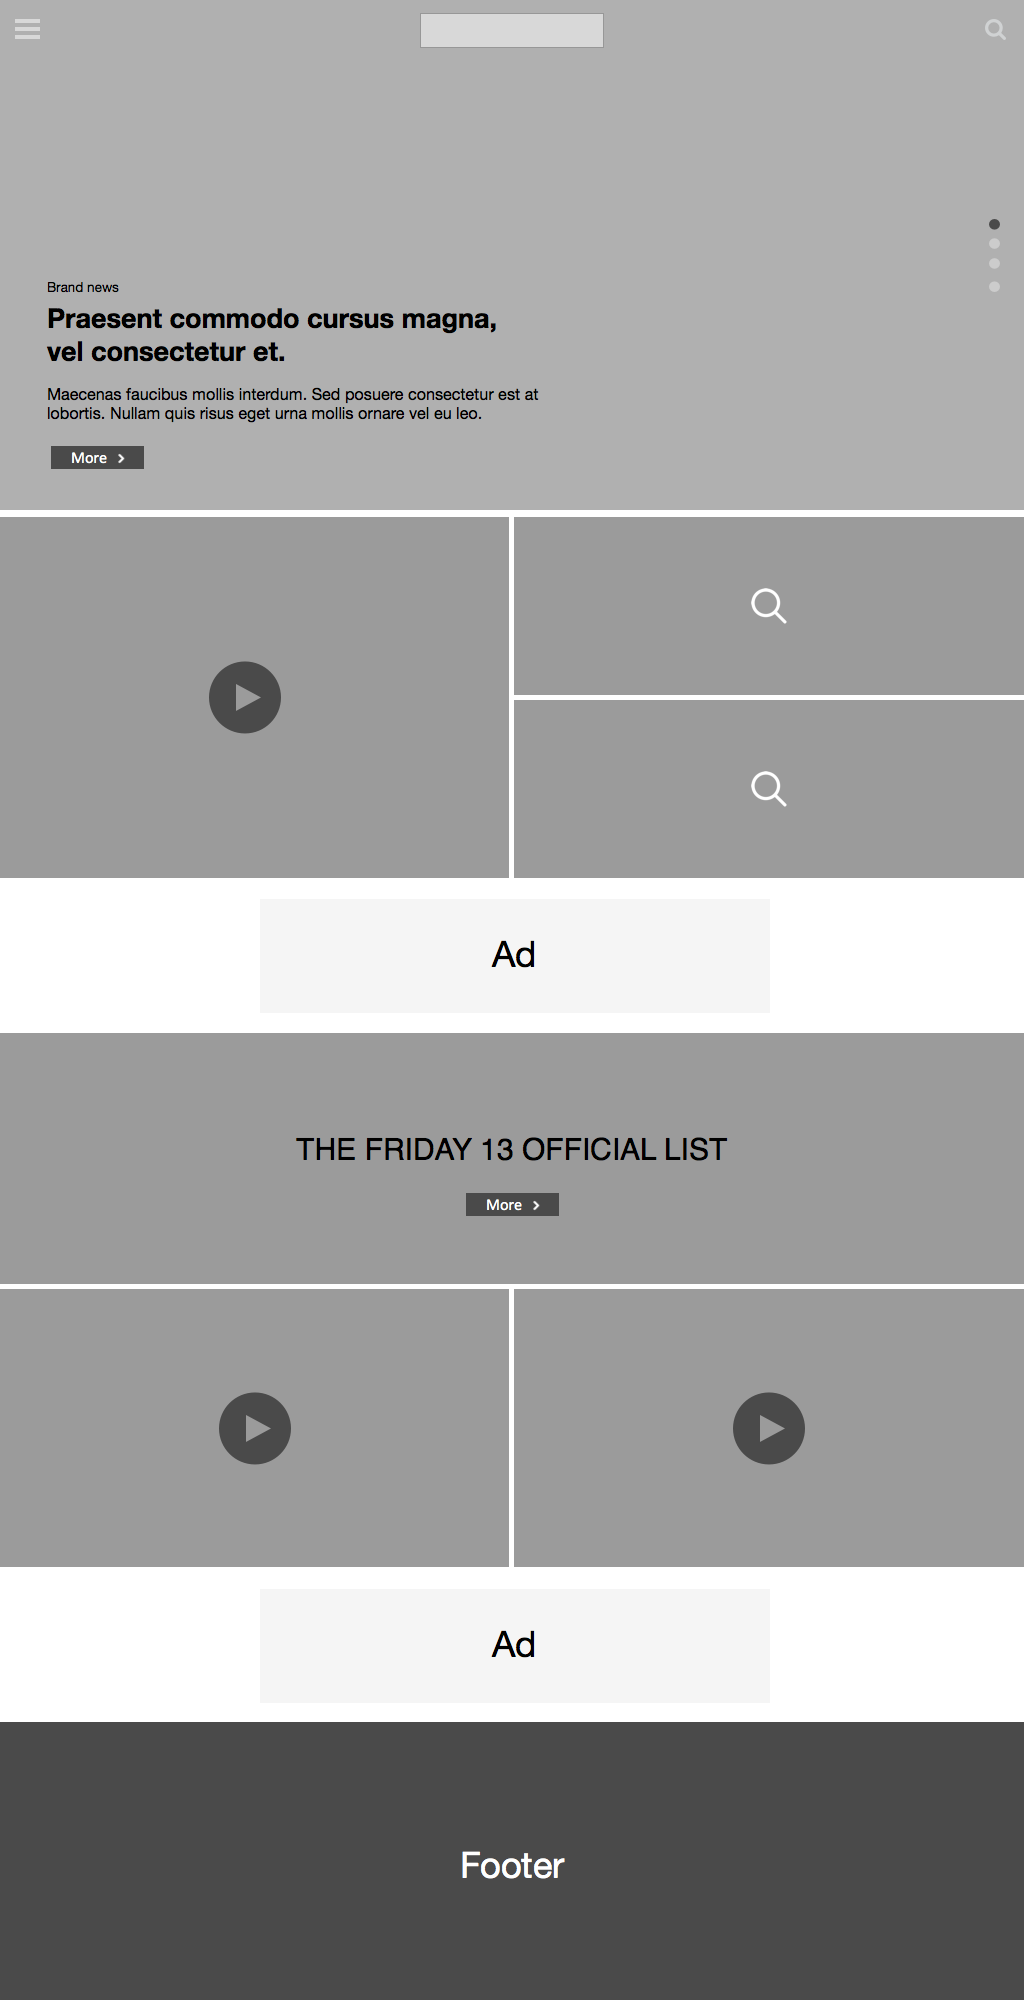 Brand news
Praesent commodo cursus magna,
vel consectetur et.
Maecenas faucibus mollis interdum. Sed posuere consectetur est at
lobortis. Nullam quis risus eget urna mollis ornare vel eu leo.
More
Ad
THE FRIDAY 13 OFFICIAL LIST
More
Ad
Footer